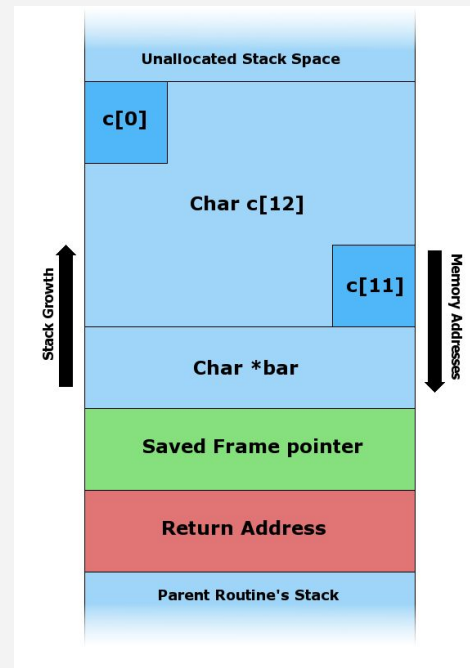 Unallocated Stack Space
c[0]
Char c[12]
Stack Growth
c[11]
Memory Addresses
Char *bar
Saved Frame pointer
Return Address
Parent Routine's Stack